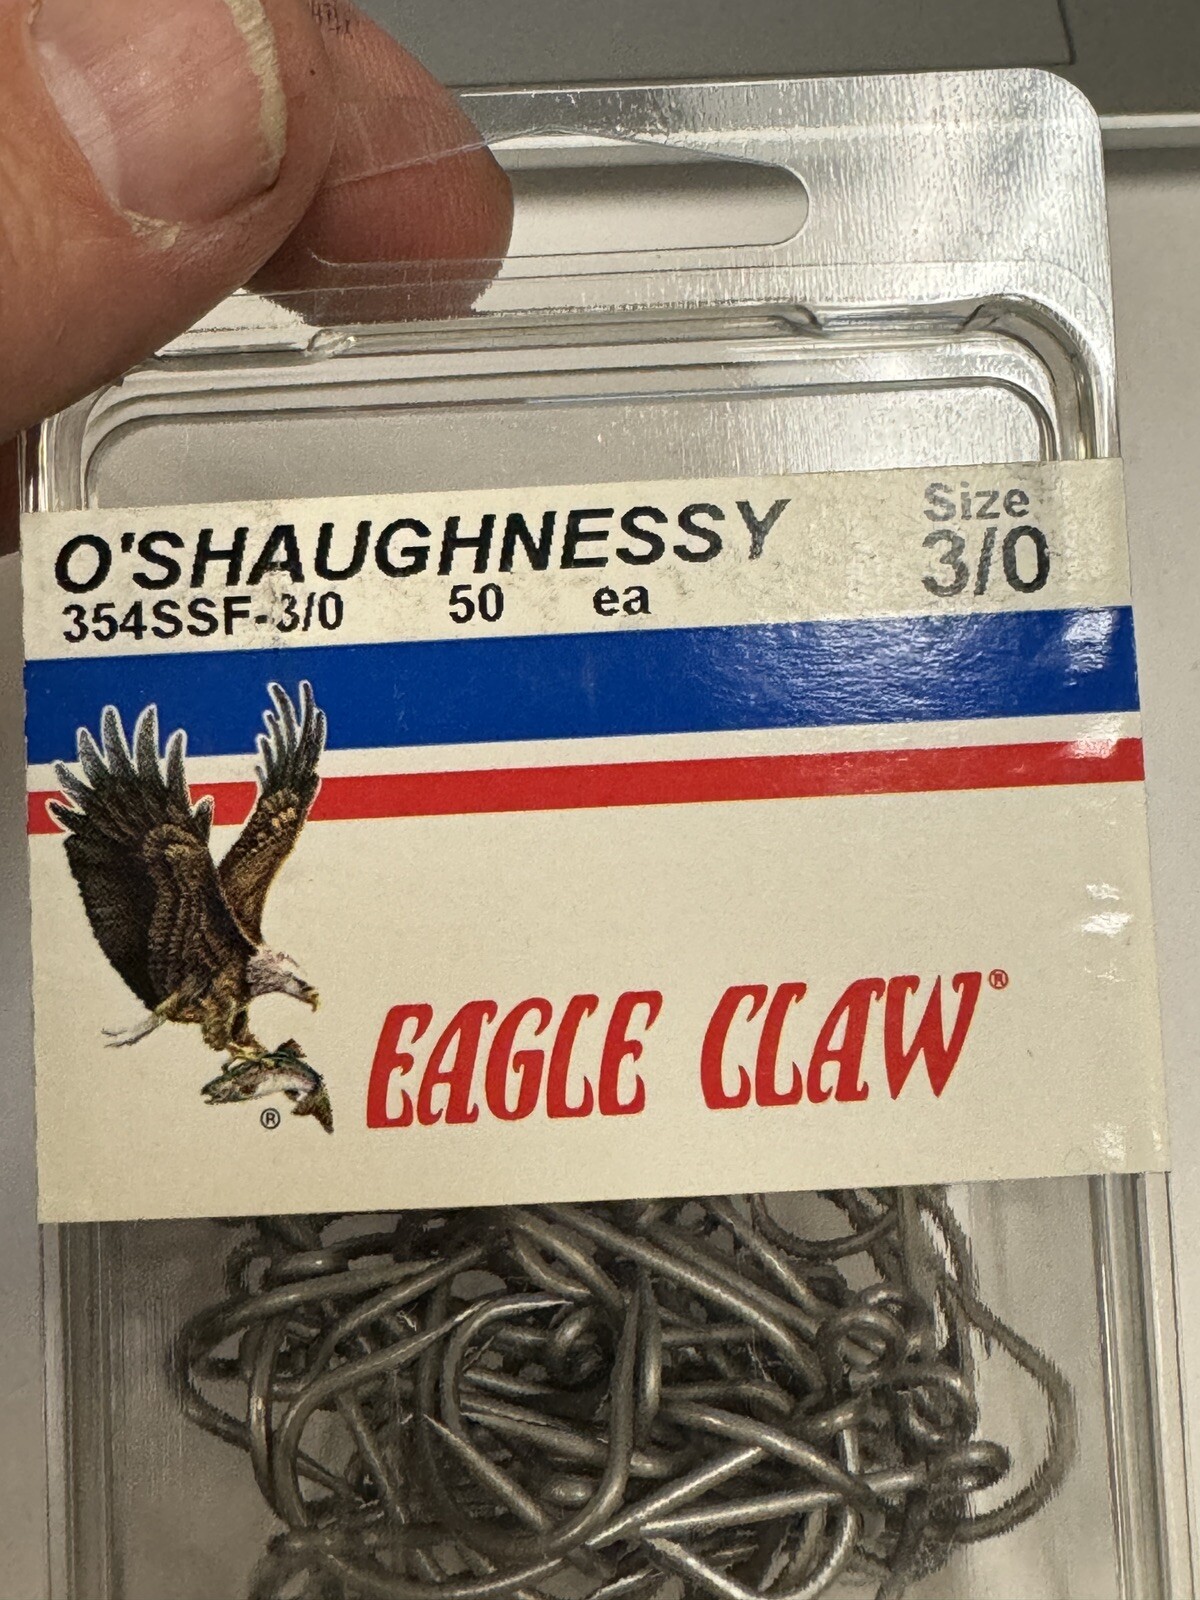 O'SHAUGHNESSY
Size
3/0
354SSF-3/0 50 ea
EAGLE CLAW®
®